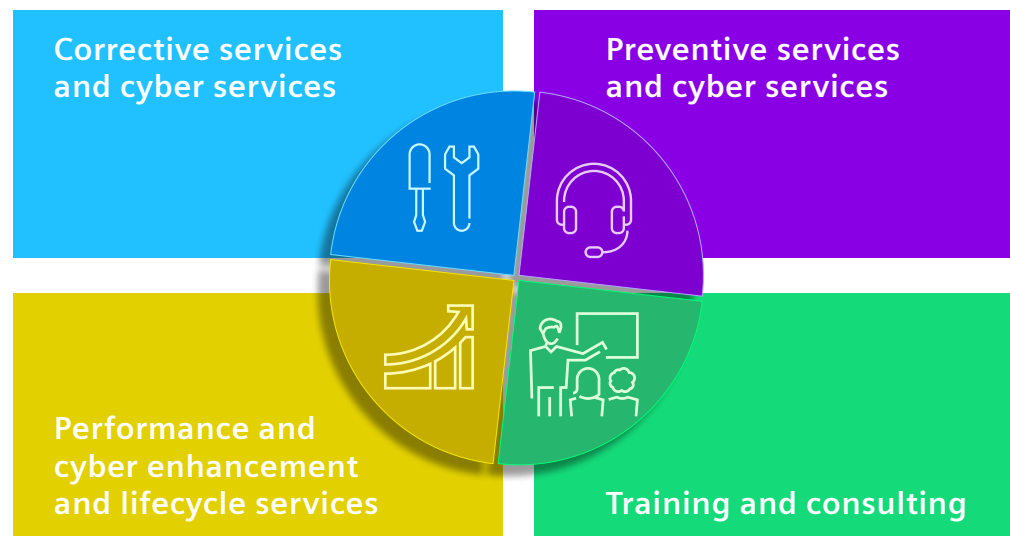 Corrective services
and cyber services
Preventive services
and cyber services
Performance and
cyber enhancement
and lifecycle services
Training and consulting